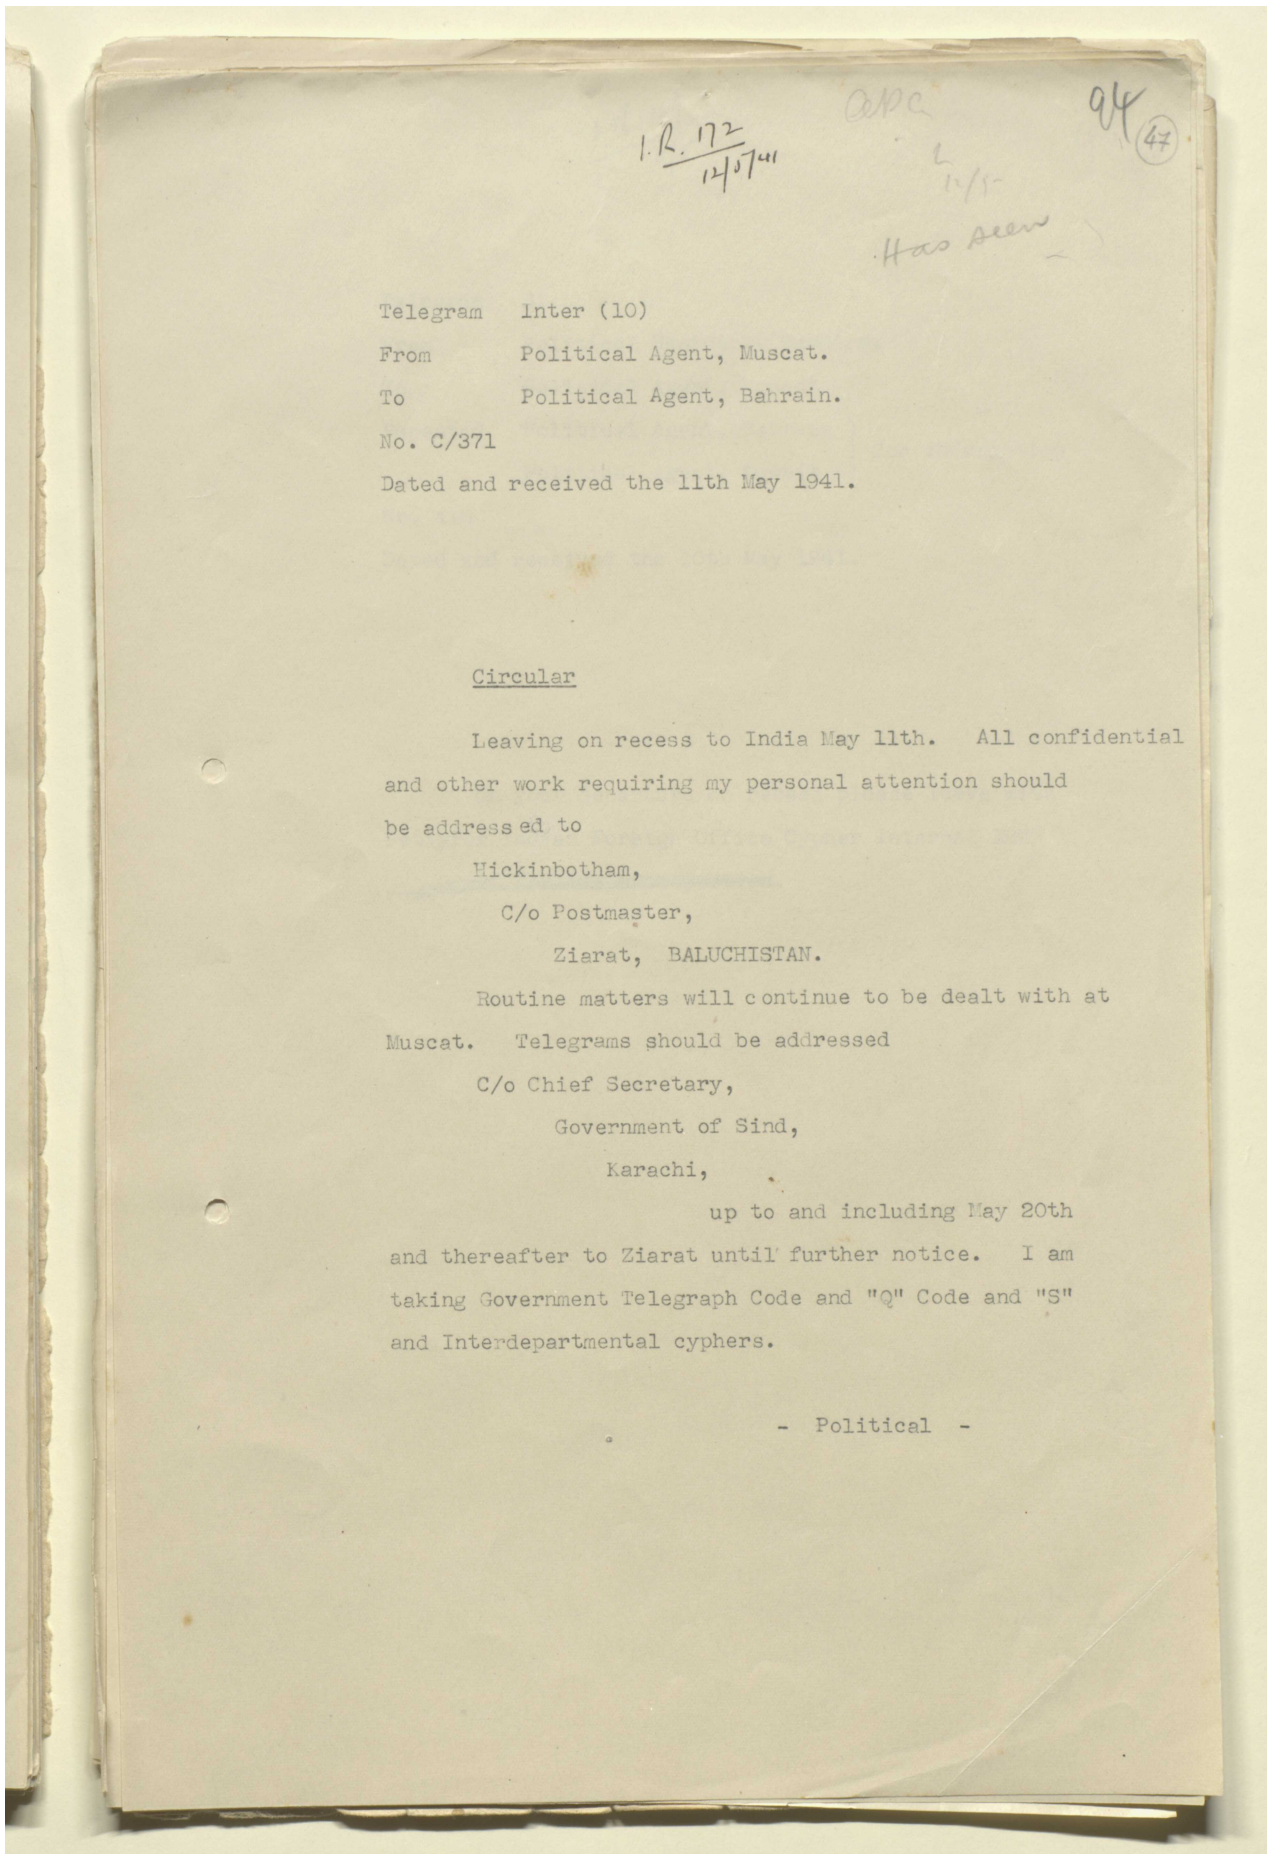 94
47
I.R. 172
12/5/41
12/5
Has seen
Telegram Inter (10)
From Political Agent, Muscat.
To Political Agent, Bahrain.
No. C/371
Dated and received the 11th May 1941.
Circular
Leaving on recess to India May 11th. All confidential
and other work requiring my personal attention should
be addressed to
Hickinbotham,
C/o Postmaster,
Ziarat, BALUCHISTAN.
Routine matters will continue to be dealt with at
Muscat. Telegrams should be addressed
C/o Chief Secretary,
Government of Sind,
Karachi,
up to and including May 20th
and thereafter to Ziarat until further notice. I am
taking Government Telegraph Code and "Q" Code and "S"
and Interdepartmental cyphers.
- Political -